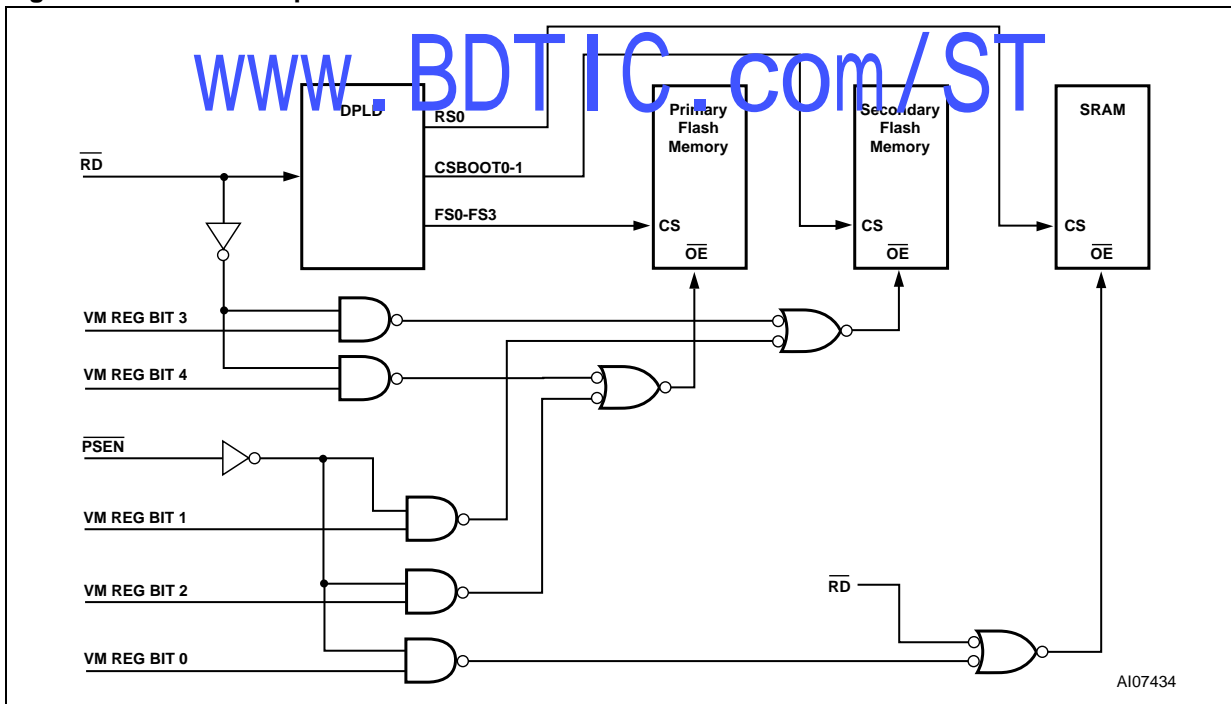 www.BDTIC.com/ST
DPLD
RS0
CSBOOT0-1
FS0-FS3
Primary
Flash
Memory
CS
OE
Secondary
Flash
Memory
CS
OE
SRAM
CS
OE
RD
VM REG BIT 3
VM REG BIT 4
PSEN
VM REG BIT 1
VM REG BIT 2
VM REG BIT 0
RD
AI07434